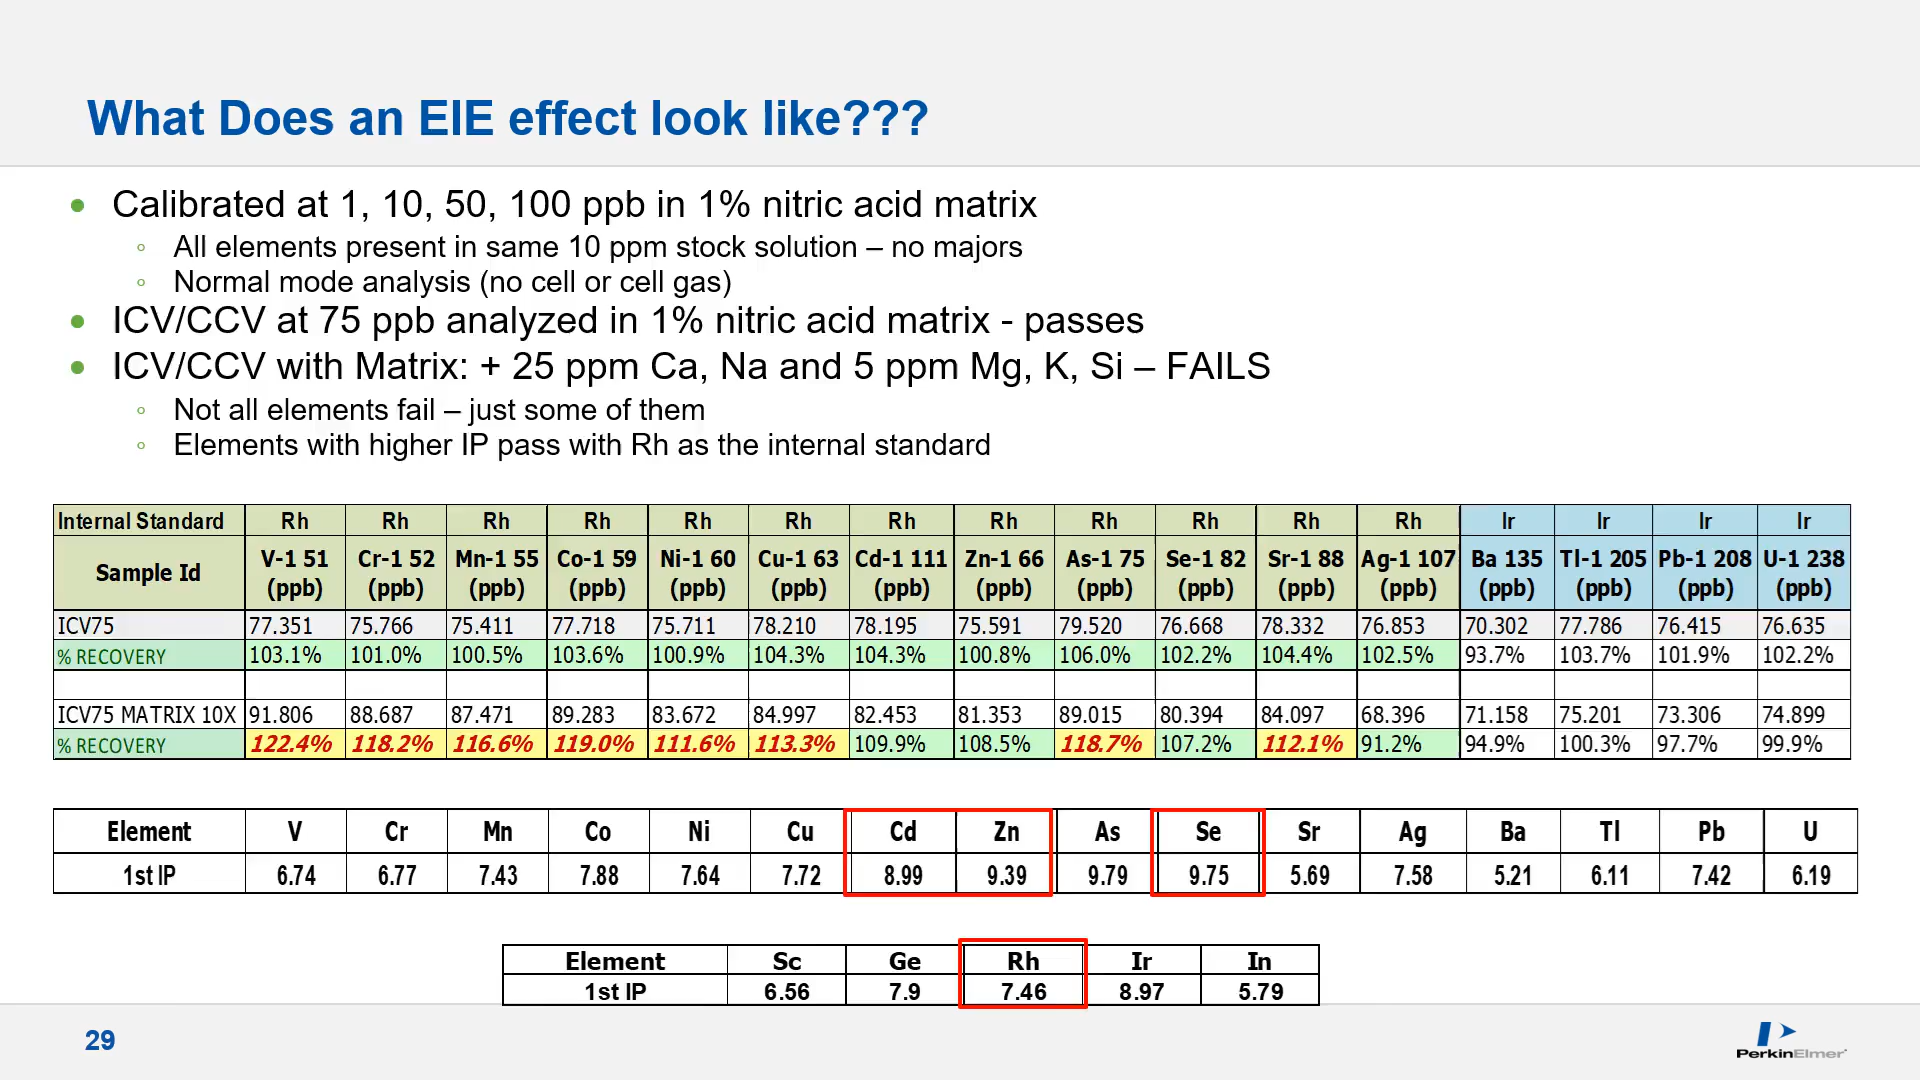 What Does an EIE effect look like???
• Calibrated at 1, 10, 50, 100 ppb in 1% nitric acid matrix
◦ All elements present in same 10 ppm stock solution – no majors
◦ Normal mode analysis (no cell or cell gas)
• ICV/CCV at 75 ppb analyzed in 1% nitric acid matrix - passes
• ICV/CCV with Matrix: + 25 ppm Ca, Na and 5 ppm Mg, K, Si – FAILS
◦ Not all elements fail – just some of them
◦ Elements with higher IP pass with Rh as the internal standard
Internal Standard Rh Rh Rh Rh Rh Rh Rh Rh Rh Rh Rh Rh Ir Ir Ir Ir
Sample Id V-1 51 Cr-1 52 Mn-1 55 Co-1 59 Ni-1 60 Cu-1 63 Cd-1 111 Zn-1 66 As-1 75 Se-1 82 Sr-1 88 Ag-1 107 Ba 135 Tl-1 205 Pb-1 208 U-1 238
(ppb) (ppb) (ppb) (ppb) (ppb) (ppb) (ppb) (ppb) (ppb) (ppb) (ppb) (ppb) (ppb) (ppb) (ppb) (ppb)
ICV75 77.351 75.766 75.411 77.718 75.711 78.210 78.195 75.591 79.520 76.668 78.332 76.853 70.302 77.786 76.415 76.635
% RECOVERY 103.1% 101.0% 100.5% 103.6% 100.9% 104.3% 104.3% 100.8% 106.0% 102.2% 104.4% 102.5% 93.7% 103.7% 101.9% 102.2%
ICV75 MATRIX 10X 91.806 88.687 87.471 89.283 83.672 84.997 82.453 81.353 89.015 80.394 84.097 68.396 71.158 75.201 73.306 74.899
% RECOVERY 122.4% 118.2% 116.6% 119.0% 111.6% 113.3% 109.9% 108.5% 118.7% 107.2% 112.1% 91.2% 94.9% 100.3% 97.7% 99.9%
Element V Cr Mn Co Ni Cu Cd Zn As Se Sr Ag Ba Tl Pb U
1st IP 6.74 6.77 7.43 7.88 7.64 7.72 8.99 9.39 9.79 9.75 5.69 7.58 5.21 6.11 7.42 6.19
Element Sc Ge Rh Ir In
1st IP 6.56 7.9 7.46 8.97 5.79
29
PerkinElmer